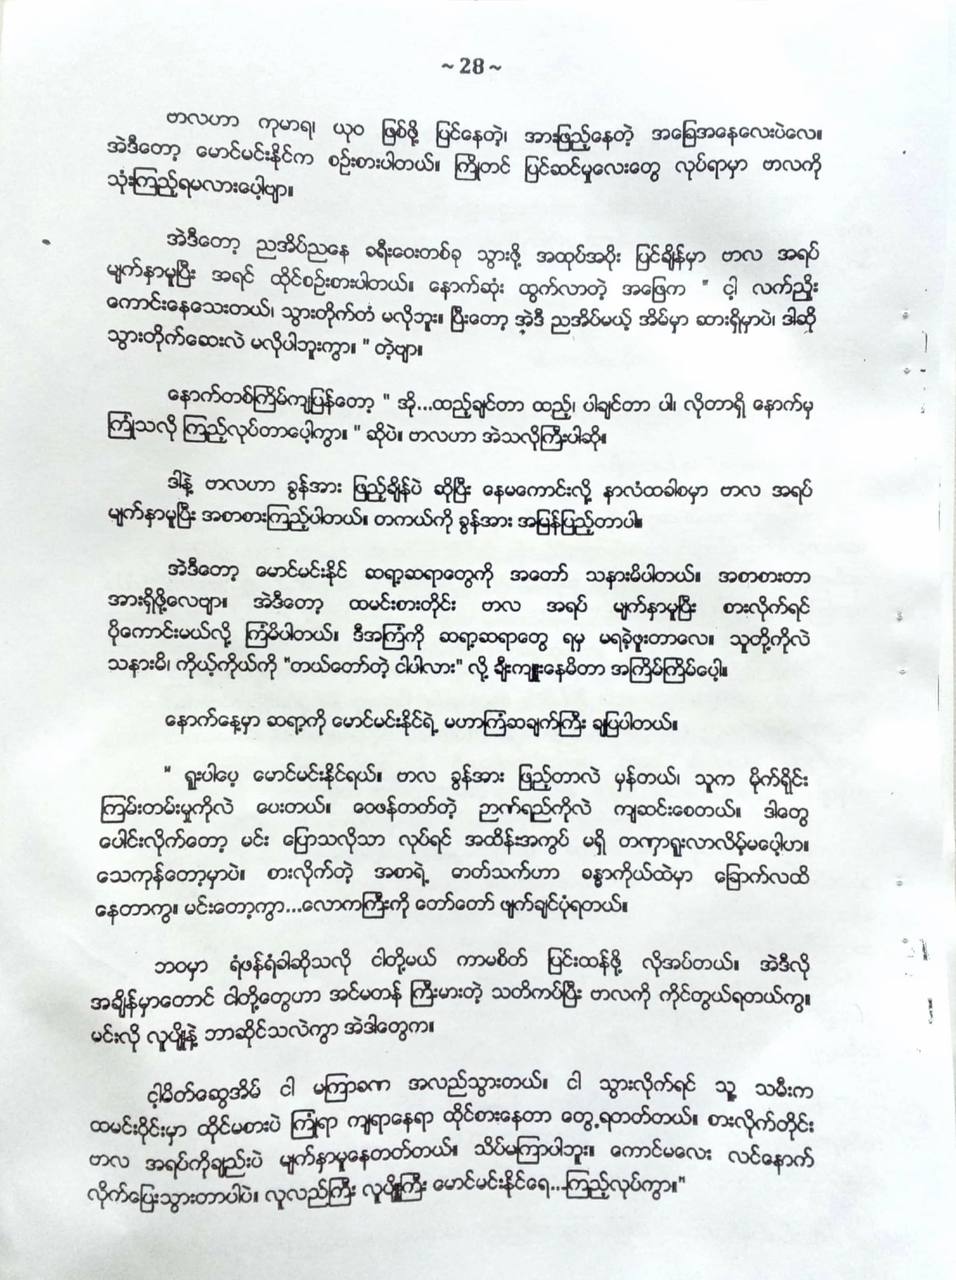 ~ 28 ~
ဗာလဟာ ကုမာရ၊ ယုဝ ဖြစ်ဖို့ ပြင်နေတဲ့၊ အားဖြည့်နေတဲ့ အခြေအနေလေးပဲလေ။
အဲဒီတော့ မောင်မင်းနိုင်က စဉ်းစားပါတယ်။ ကြိုတင် ပြင်ဆင်မှုလေးတွေ လုပ်ရာမှာ ဗာလကို
သုံးကြည့်ရမလားပေါ့ဗျာ။
အဲဒီတော့ ညအိပ်ညနေ ခရီးဝေးတစ်ခု သွားဖို့ အထုပ်အပိုး ပြင်ချိန်မှာ ဗာလ အရပ်
မျက်နှာမူပြီး အရင် ထိုင်စဉ်းစားပါတယ်။ နောက်ဆုံး ထွက်လာတဲ့ အဖြေက " ငါ့ လက်ညှိုး
ကောင်းနေသေးတယ်၊ သွားတိုက်တံ မလိုဘူး။ ပြီးတော့ အဲ့ဒီ ညအိပ်မယ့် အိမ်မှာ ဆားရှိမှာပဲ၊ ဒါဆို
သွားတိုက်ဆေးလဲ မလိုပါဘူးကွာ။ " တဲ့ဗျာ။
နောက်တစ်ကြိမ်ကျပြန်တော့ " အို...ထည့်ချင်တာ ထည့်၊ ပါချင်တာ ပါ၊ လိုတာရှိ နောက်မှ
ကြုံသလို ကြည့်လုပ်တာပေါ့ကွာ။ " ဆိုပဲ။ ဗာလဟာ အဲသလိုကြီးပါဆို။
ဒါနဲ့ ဗာလဟာ ခွန်အား ဖြည့်ချိန်ပဲ ဆိုပြီး နေမကောင်းလို့ နာလံထခါစမှာ ဗာလ အရပ်
မျက်နှာမူပြီး အစာစားကြည့်ပါတယ်။ တကယ်ကို ခွန်အား အမြန်ပြည့်တာပါ။
အဲဒီတော့ မောင်မင်းနိုင် ဆရာ့ဆရာတွေကို အတော် သနားမိပါတယ်။ အစာစားတာ
အားရှိဖို့လေဗျာ။ အဲဒီတော့ ထမင်းစားတိုင်း ဗာလ အရပ် မျက်နှာမူပြီး စားလိုက်ရင်
ပိုကောင်းမယ်လို့ ကြံမိပါတယ်။ ဒီအကြံကို ဆရာ့ဆရာတွေ ရမှ မရခဲ့ဖူးတာလေ။ သူတို့ကိုလဲ
သနားမိ၊ ကိုယ့်ကိုယ်ကို "တယ်တော်တဲ့ ငါပါလား" လို့ ချီးကျူးနေမိတာ အကြိမ်ကြိမ်ပေါ့။
နောက်နေ့မှာ ဆရာ့ကို မောင်မင်းနိုင်ရဲ့ မဟာကြံဆချက်ကြီး ချပြပါတယ်။
" ရူးပါပေ့ မောင်မင်းနိုင်ရယ်။ ဗာလ ခွန်အား ဖြည့်တာလဲ မှန်တယ်၊ သူက မိုက်ရိုင်း
ကြမ်းတမ်းမှုကိုလဲ ပေးတယ်။ ဝေဖန်တတ်တဲ့ ဉာဏ်ရည်ကိုလဲ ကျဆင်းစေတယ်။ ဒါတွေ
ပေါင်းလိုက်တော့ မင်း ပြောသလိုသာ လုပ်ရင် အထိန်းအကွပ် မရှိ တဏှာရူးလာလိမ့်မပေါ့ဟ။
သေကုန်တော့မှာပဲ။ စားလိုက်တဲ့ အစာရဲ့ ဓာတ်သက်ဟာ ခန္ဓာကိုယ်ထဲမှာ ခြောက်လထိ
နေတာကွ။ မင်းတော့ကွာ...လောကကြီးကို တော်တော် ဖျက်ချင်ပုံရတယ်။
ဘဝမှာ ရံဖန်ရံခါဆိုသလို ငါတို့မယ် ကာမစိတ် ပြင်းထန်ဖို့ လိုအပ်တယ်။ အဲဒီလို
အချိန်မှာတောင် ငါတို့တွေဟာ အင်မတန် ကြီးမားတဲ့ သတိကပ်ပြီး ဗာလကို ကိုင်တွယ်ရတယ်ကွ။
မင်းလို လူပျိုနဲ့ ဘာဆိုင်သလဲကွာ အဲဒါတွေက။
ငါ့မိတ်ဆွေအိမ် ငါ မကြာခဏ အလည်သွားတယ်။ ငါ သွားလိုက်ရင် သူ့ သမီးက
ထမင်းဝိုင်းမှာ ထိုင်မစားပဲ ကြုံရာ ကျရာနေရာ ထိုင်စားနေတာ တွေ့ရတတ်တယ်။ စားလိုက်တိုင်း
ဗာလ အရပ်ကိုချည်းပဲ မျက်နှာမူနေတတ်တယ်။ သိပ်မကြာပါဘူး။ ကောင်မလေး လင်နောက်
လိုက်ပြေးသွားတာပါပဲ။ လူလည်ကြီး လူပျိုကြီး မောင်မင်းနိုင်ရေ...ကြည့်လုပ်ကွာ။"